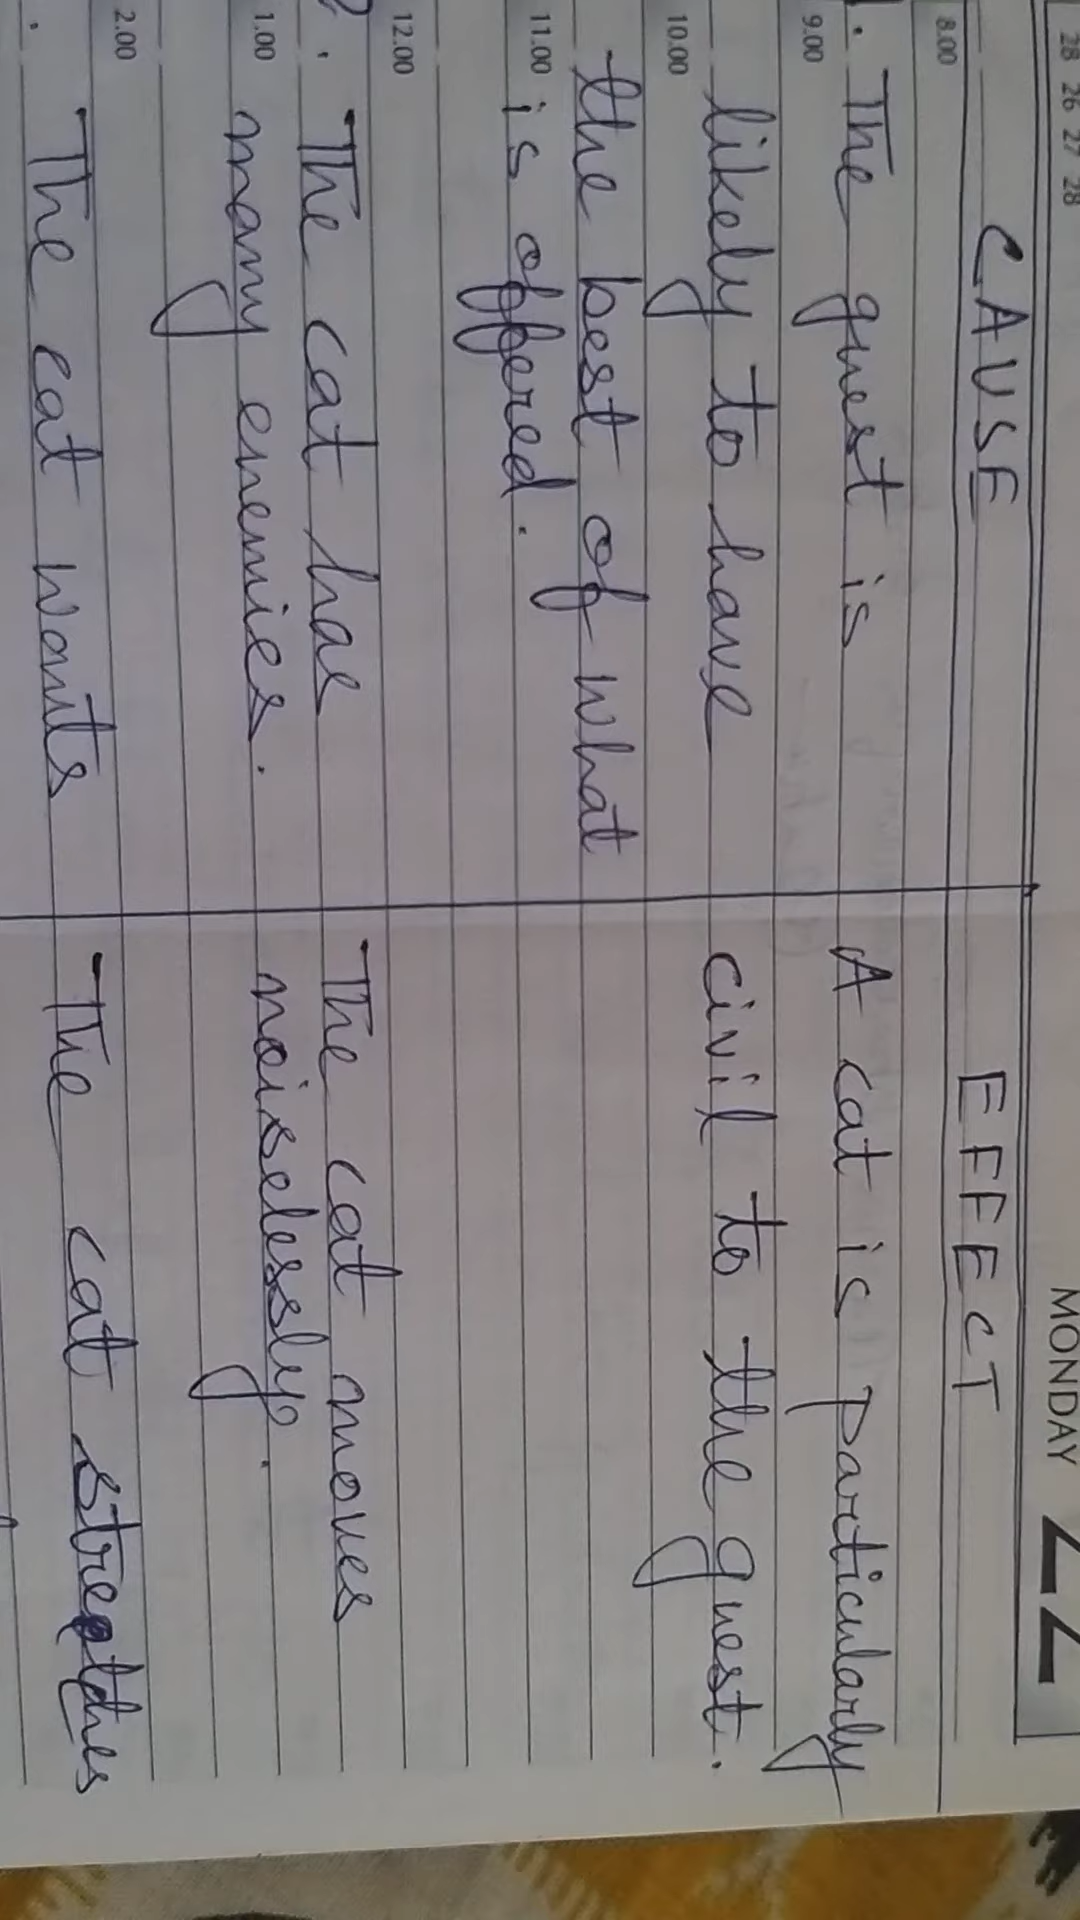 28 26 27 28
MONDAY 22
CAUSE EFFECT
8.00
. The guest is A cat is particularly
9.00
likely to have civil to the guest.
10.00
the best of what
11.00
is offered.
12.00
. The cat has The cat moves
1.00
many enemies. noiselessly.
2.00
. The cat wants The cat stretches